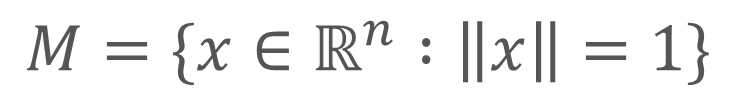 𝑀 = {𝑥 ∈ ℝⁿ : ‖𝑥‖ = 1}